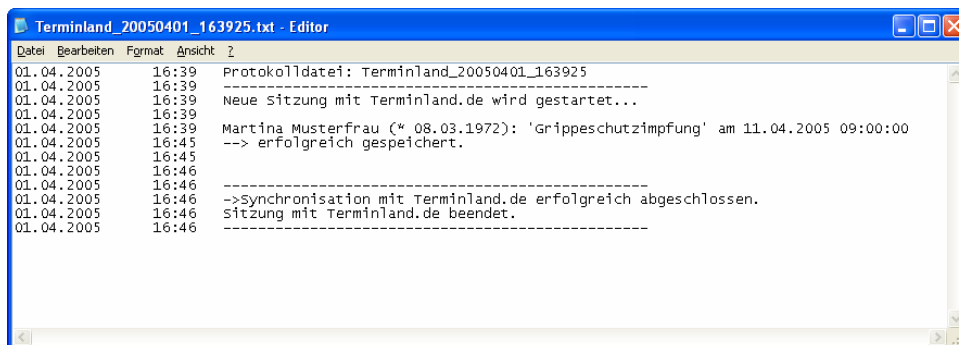 Terminland_20050401_163925.txt - Editor
Datei Bearbeiten Format Ansicht ?
01.04.2005 16:39 Protokolldatei: Terminland_20050401_163925
01.04.2005 16:39 --------------------------------------------------
01.04.2005 16:39 Neue Sitzung mit Terminland.de wird gestartet...
01.04.2005 16:39
01.04.2005 16:39 Martina Musterfrau (* 08.03.1972): 'Grippeschutzimpfung' am 11.04.2005 09:00:00
01.04.2005 16:45 --> erfolgreich gespeichert.
01.04.2005 16:45
01.04.2005 16:46
01.04.2005 16:46 --------------------------------------------------
01.04.2005 16:46 ->Synchronisation mit Terminland.de erfolgreich abgeschlossen.
01.04.2005 16:46 Sitzung mit Terminland.de beendet.
01.04.2005 16:46 --------------------------------------------------